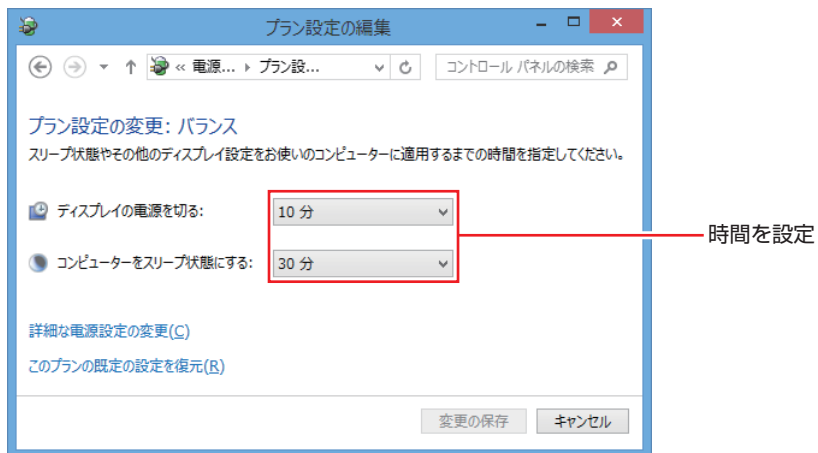 プラン設定の編集
« 電源... プラン設... コントロール パネルの検索
プラン設定の変更: バランス
スリープ状態やその他のディスプレイ設定をお使いのコンピューターに適用するまでの時間を指定してください。
ディスプレイの電源を切る: 10 分
時間を設定
コンピューターをスリープ状態にする: 30 分
詳細な電源設定の変更(C)
このプランの既定の設定を復元(R)
変更の保存 キャンセル